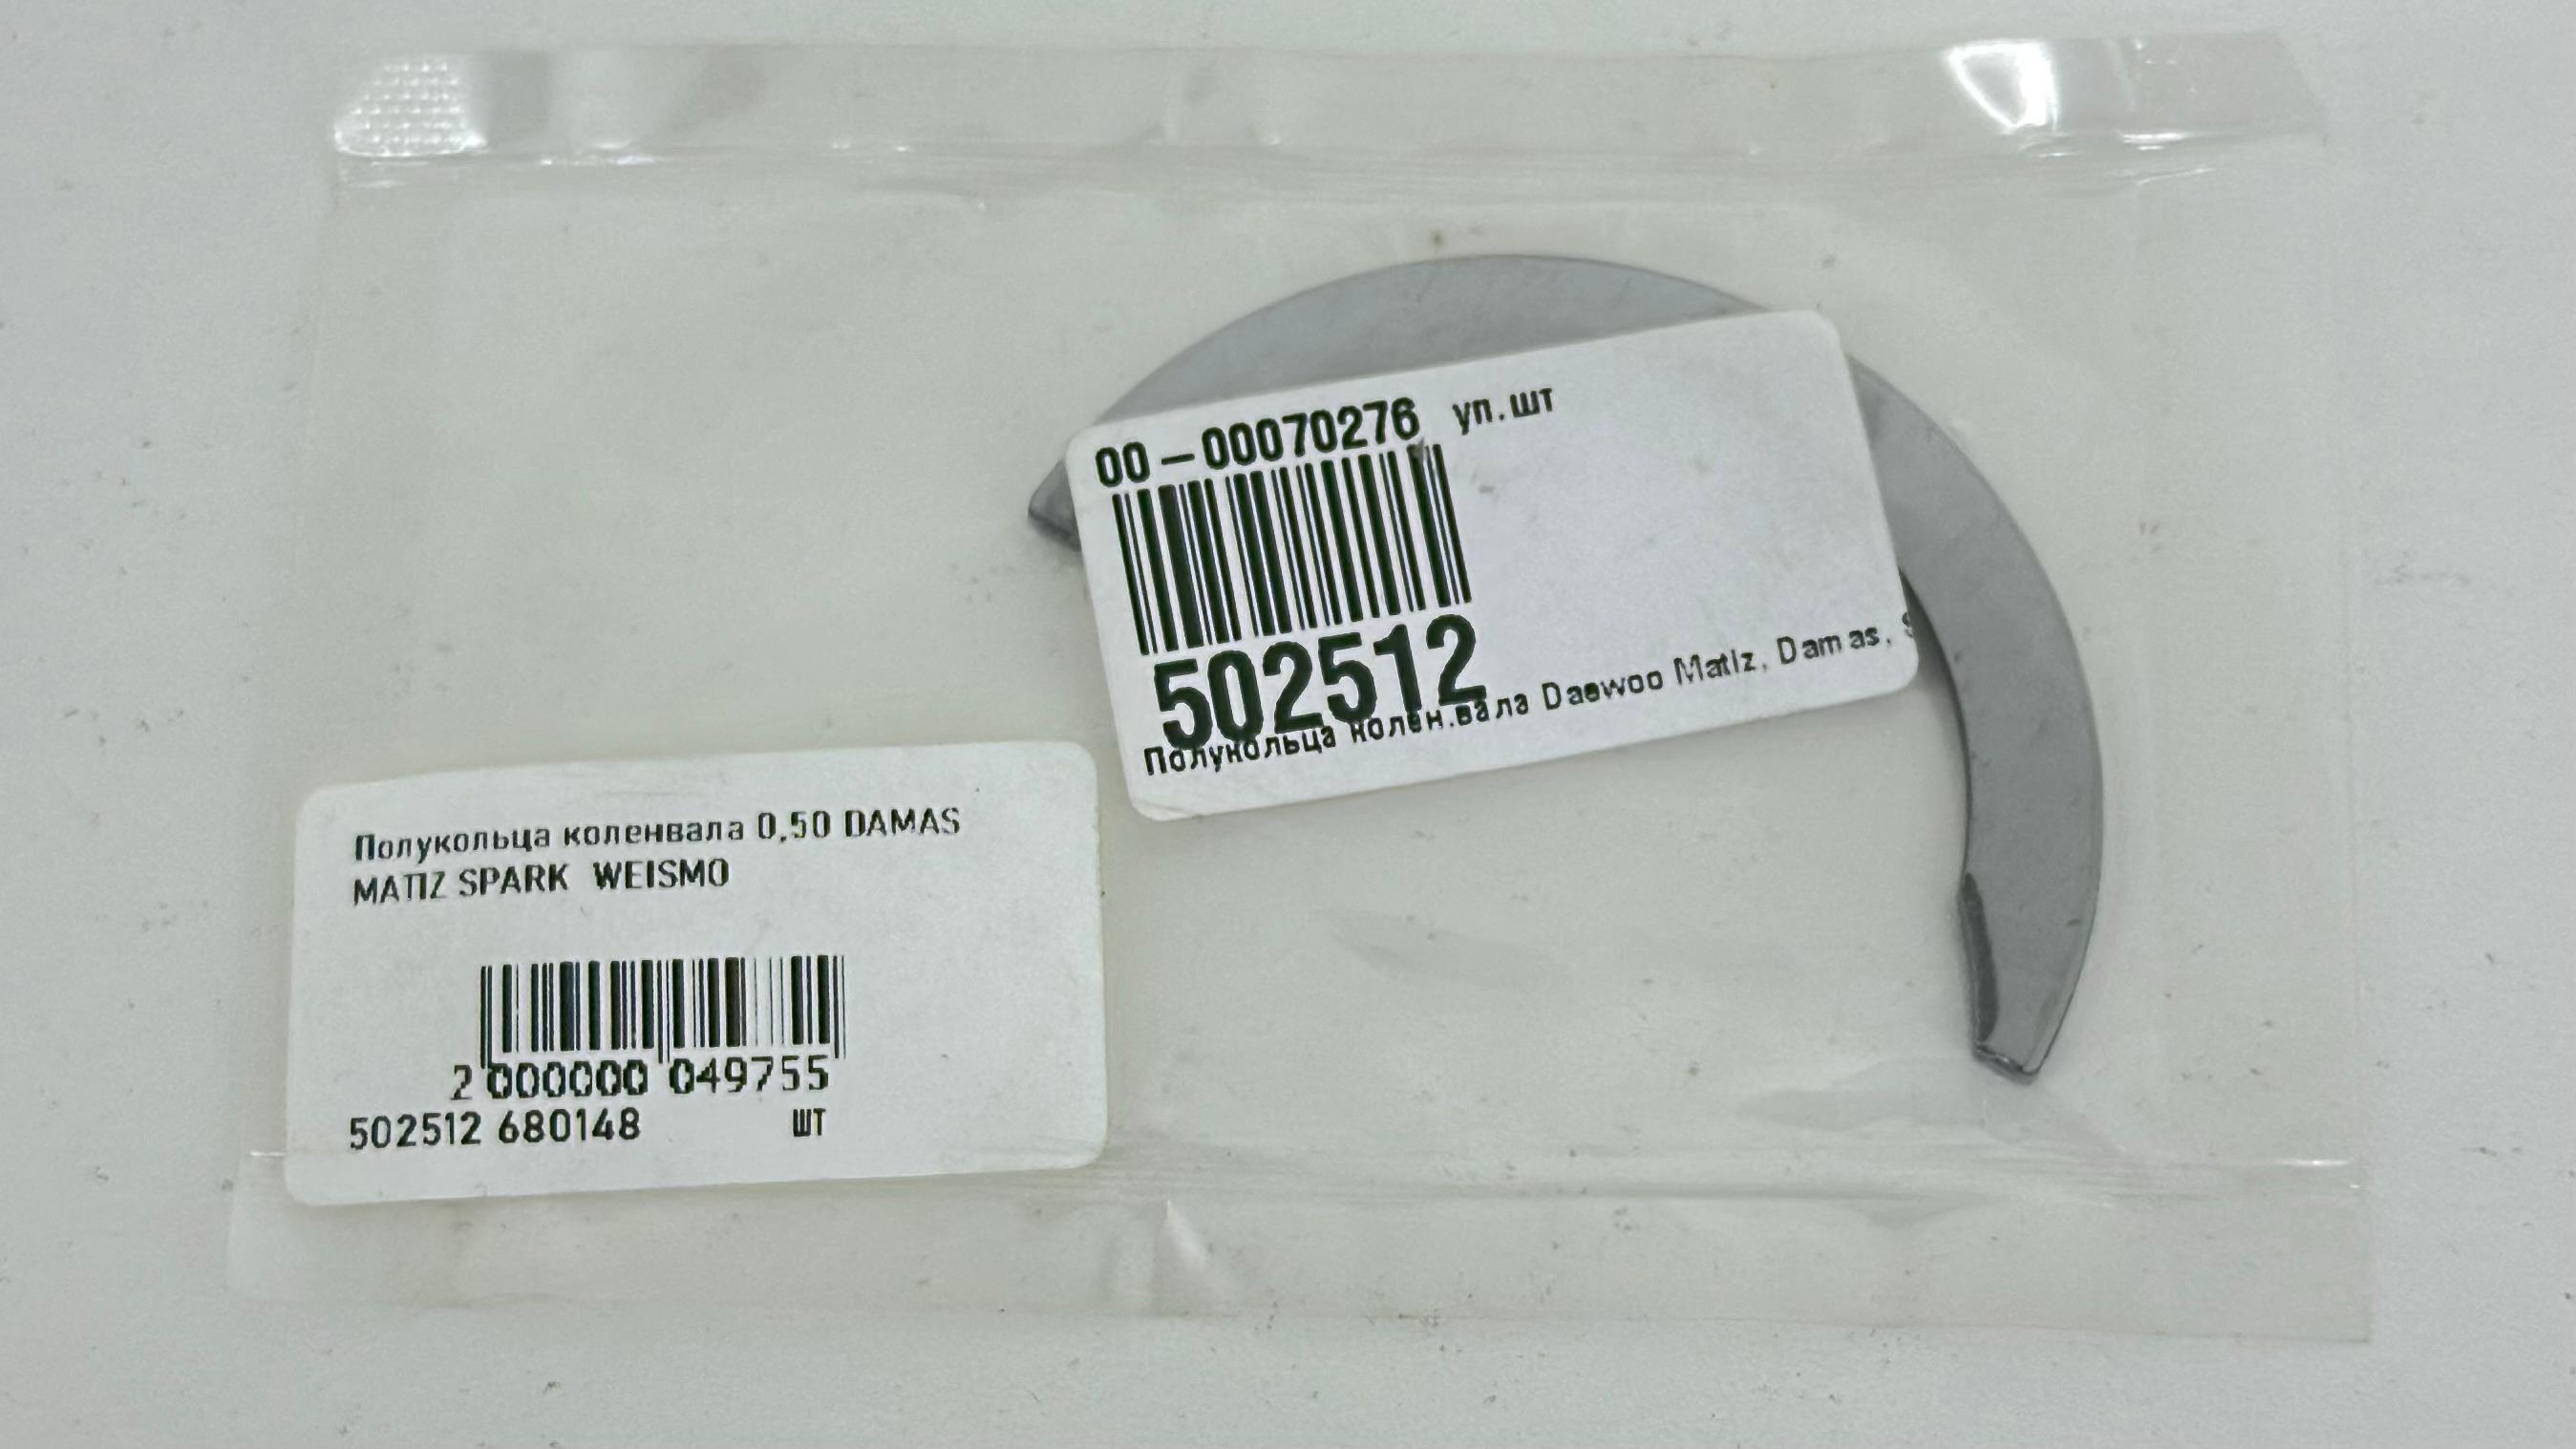 00-00070276 уп.шт
502512
Полукольца колен.вала Daewoo Matiz, Damas,
Полукольца коленвала 0,50 DAMAS
MATIZ SPARK WEISMO
2 000000 049755
502512 680148 шт